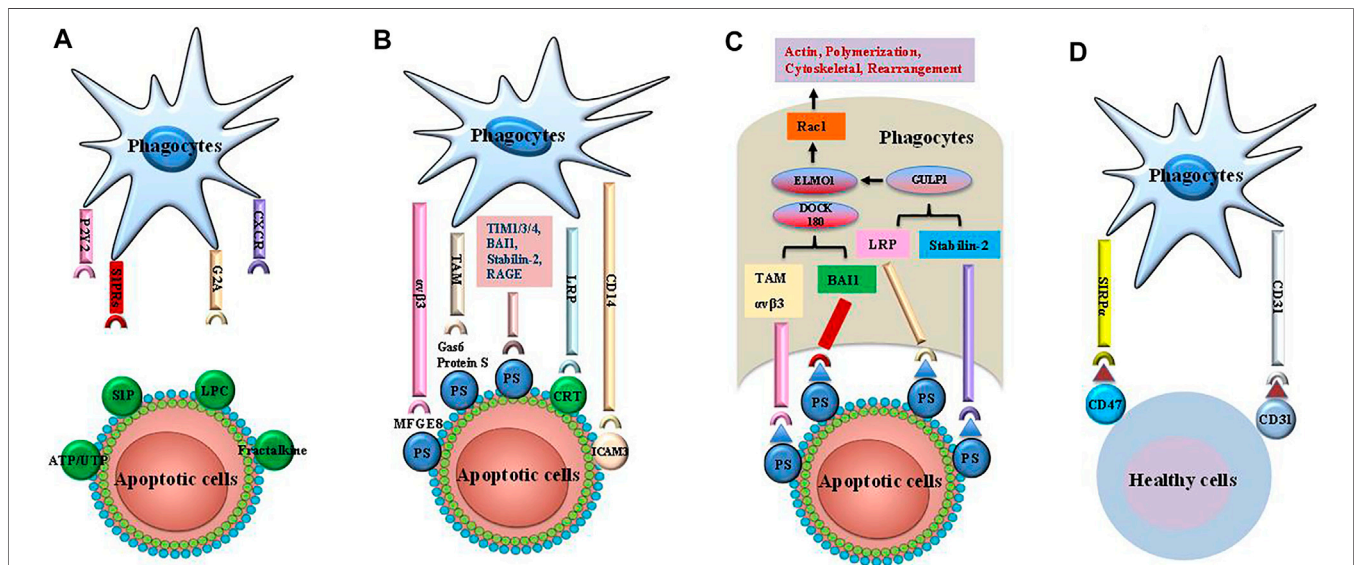 A
Phagocytes
P2Y2
SIPRs
G2A
CXCR
SIP
LPC
ATP/UTP
Fractalkine
Apoptotic cells
B
Phagocytes
αvβ3
TAM
TIM1/3/4,
BAI1,
Stabilin-2,
RAGE
LRP
CD14
Gas6
Protein S
MFGE8
PS
PS
PS
CRT
ICAM3
Apoptotic cells
C
Actin, Polymerization,
Cytoskeletal, Rearrangement
Rac1
Phagocytes
ELMO1
GULP1
DOCK
180
LRP
Stabilin-2
TAM
αvβ3
BAI1
PS
PS
PS
PS
Apoptotic cells
D
Phagocytes
SIRPα
CD31
CD47
CD31
Healthy cells